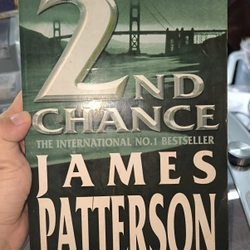 2ND
CHANCE
THE INTERNATIONAL NO.1 BESTSELLER
JAMES
PATTERSON